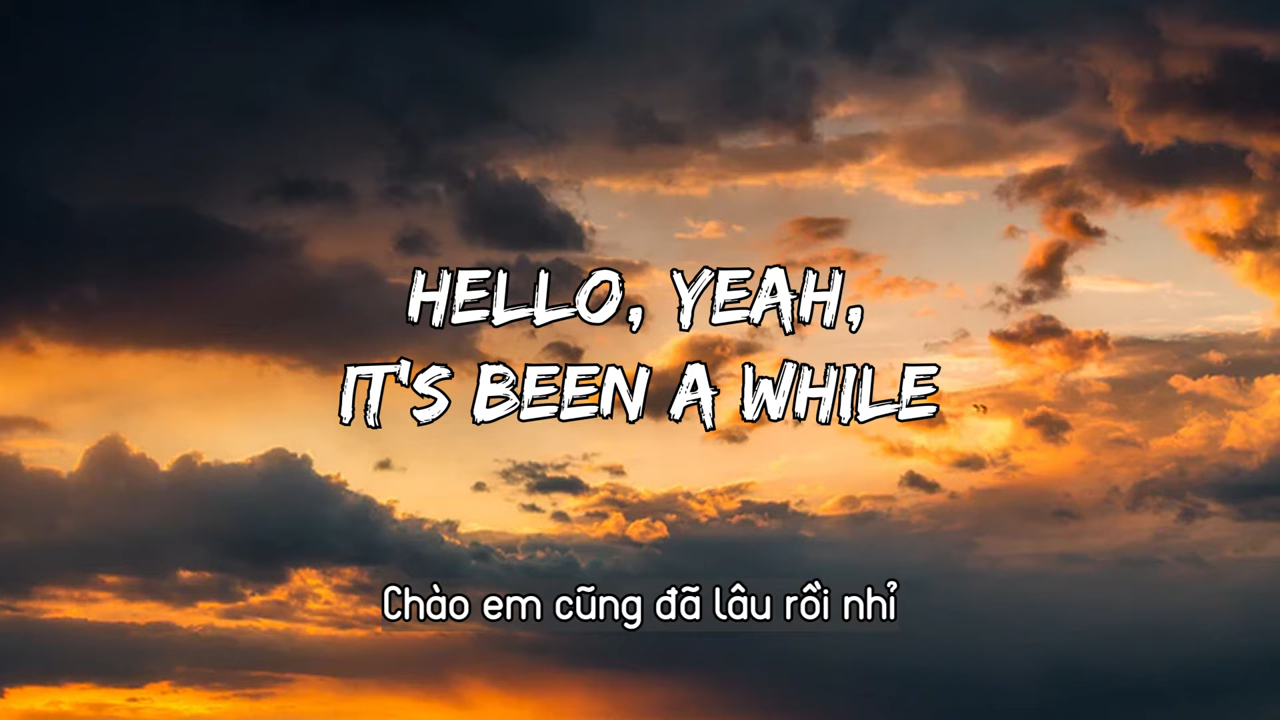 HELLO, YEAH,
IT'S BEEN A WHILE
Chào em cũng đã lâu rồi nhỉ